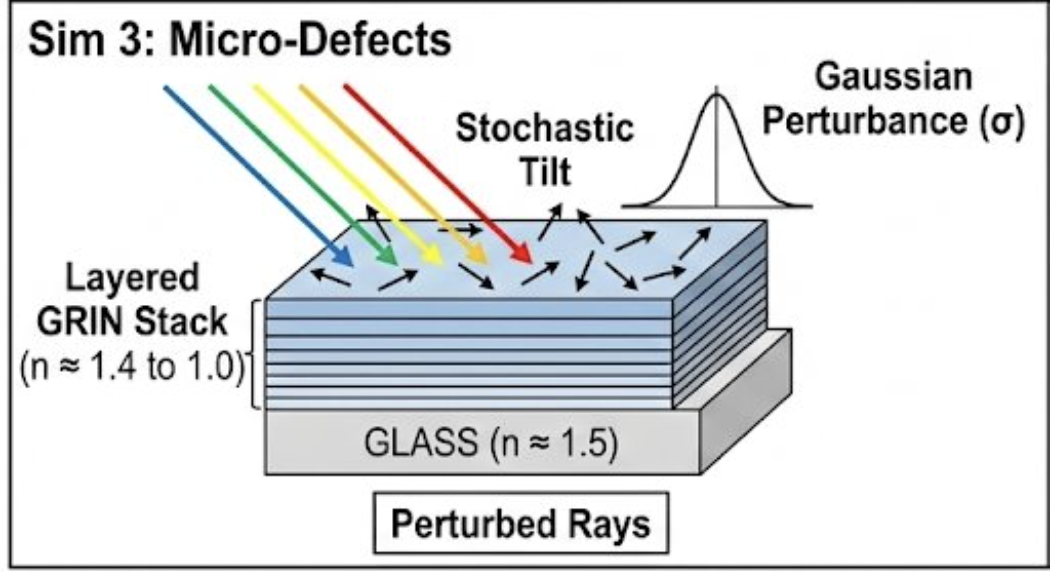 Sim 3: Micro-Defects
Gaussian
Perturbance (σ)
Stochastic
Tilt
Layered
GRIN Stack
(n ≈ 1.4 to 1.0)
GLASS (n ≈ 1.5)
Perturbed Rays